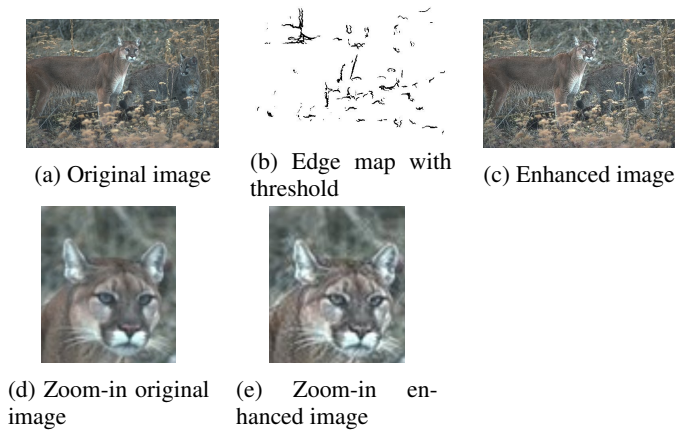 (a) Original image
(b) Edge map with
threshold
(c) Enhanced image
(d) Zoom-in original
image
(e) Zoom-in en-
hanced image